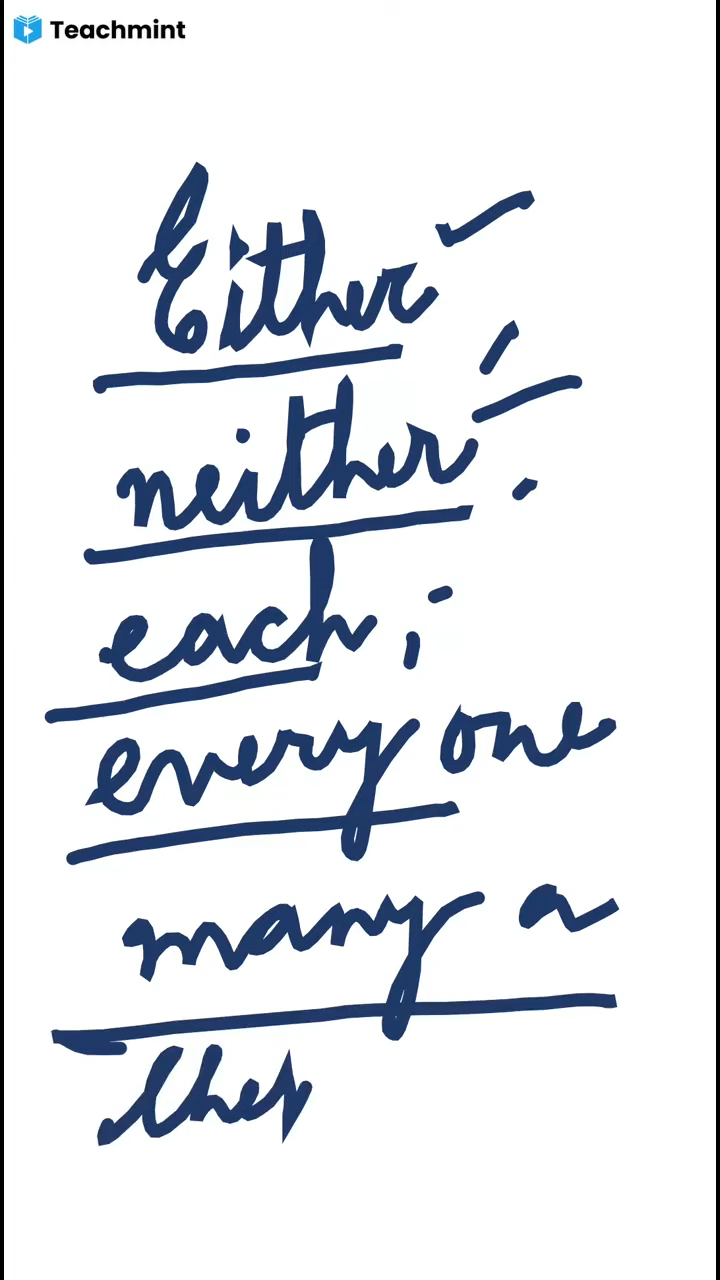 Teachmint
Either -
neither -
each ;
every one
many a